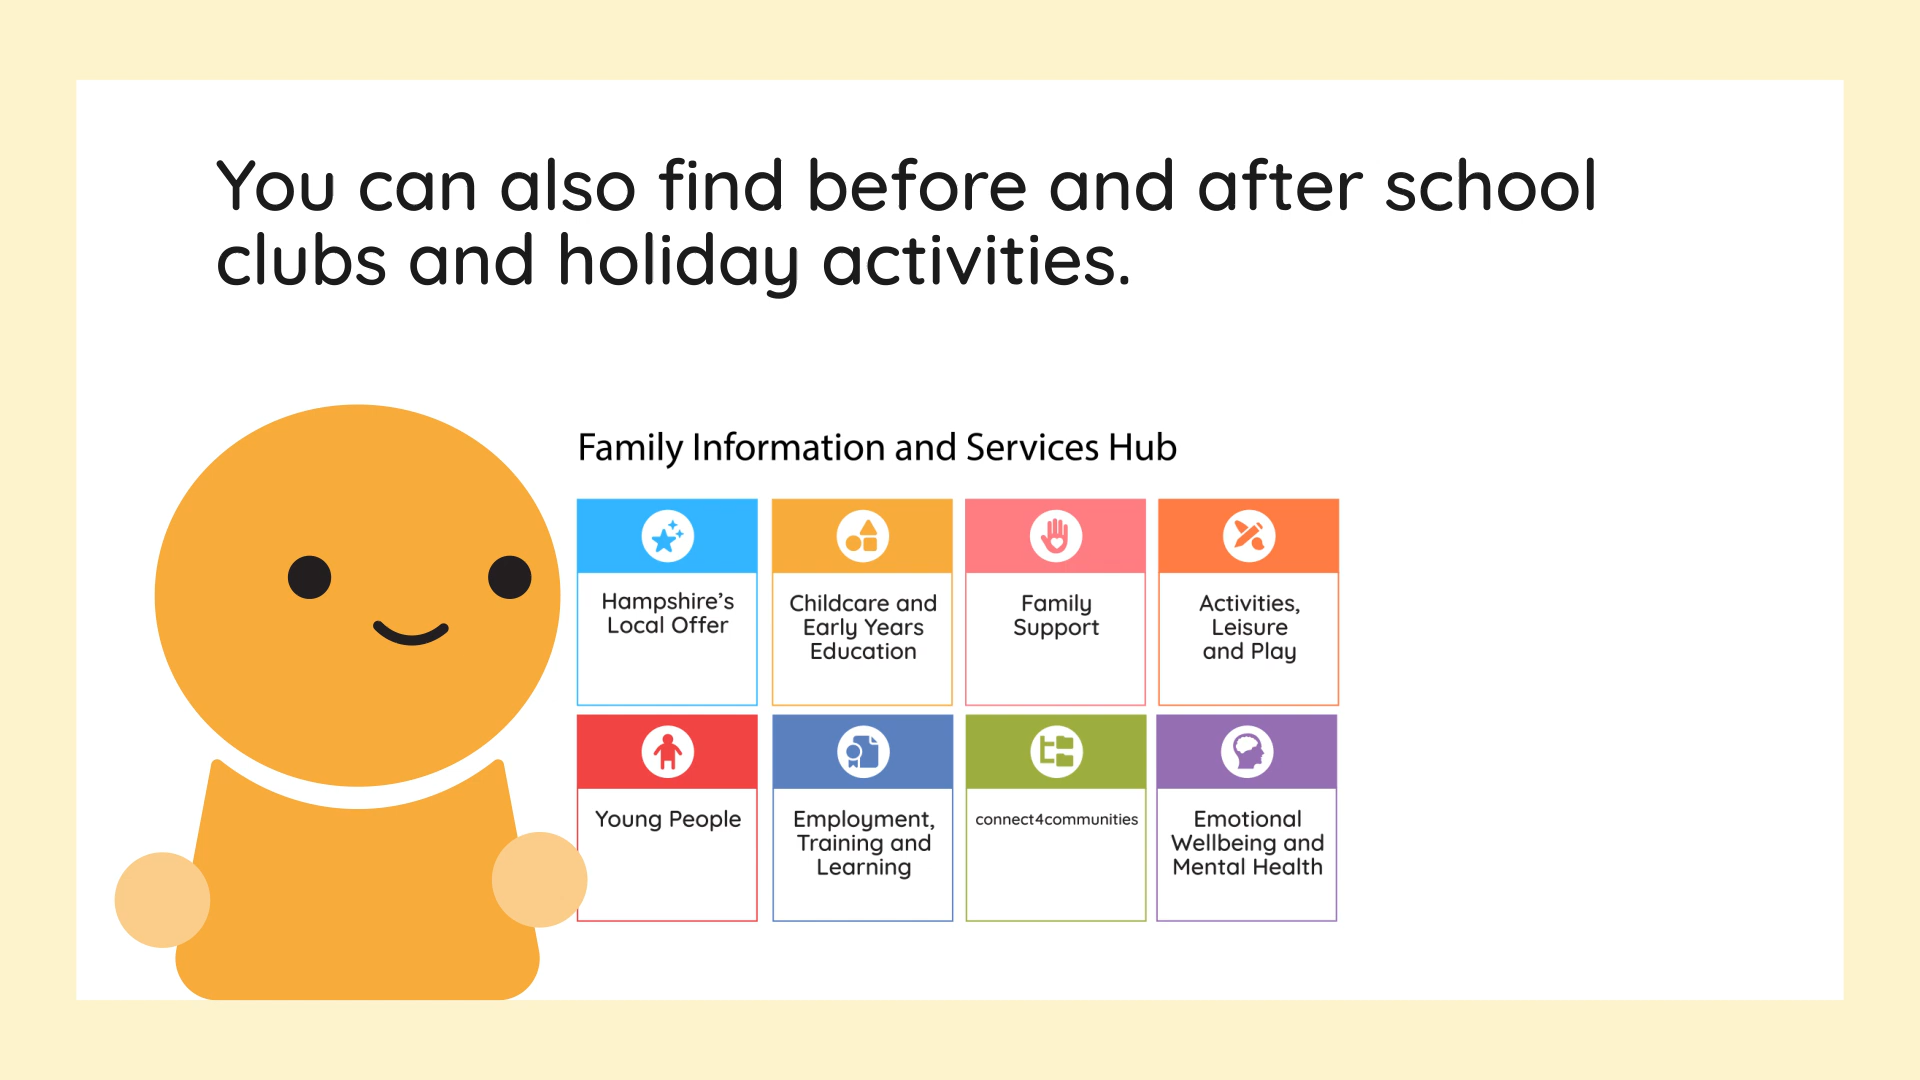 You can also find before and after school
clubs and holiday activities.
Family Information and Services Hub
Hampshire’s
Local Offer
Childcare and
Early Years
Education
Family
Support
Activities,
Leisure
and Play
Young People
Employment,
Training and
Learning
connect4communities
Emotional
Wellbeing and
Mental Health